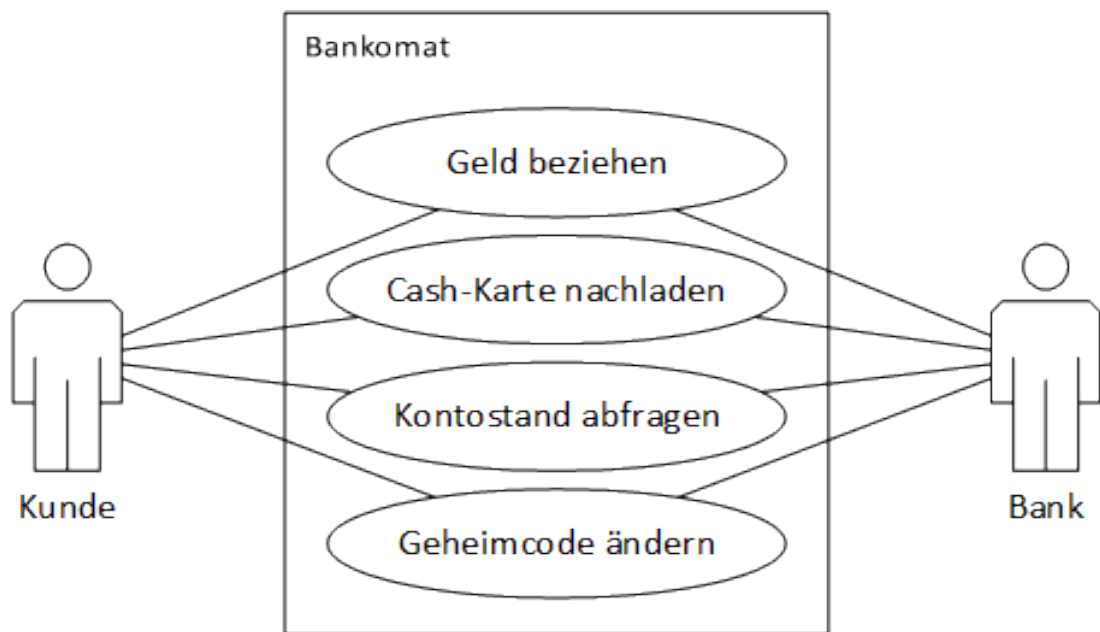 Bankomat
Geld beziehen
Cash-Karte nachladen
Kontostand abfragen
Geheimcode ändern
Kunde
Bank